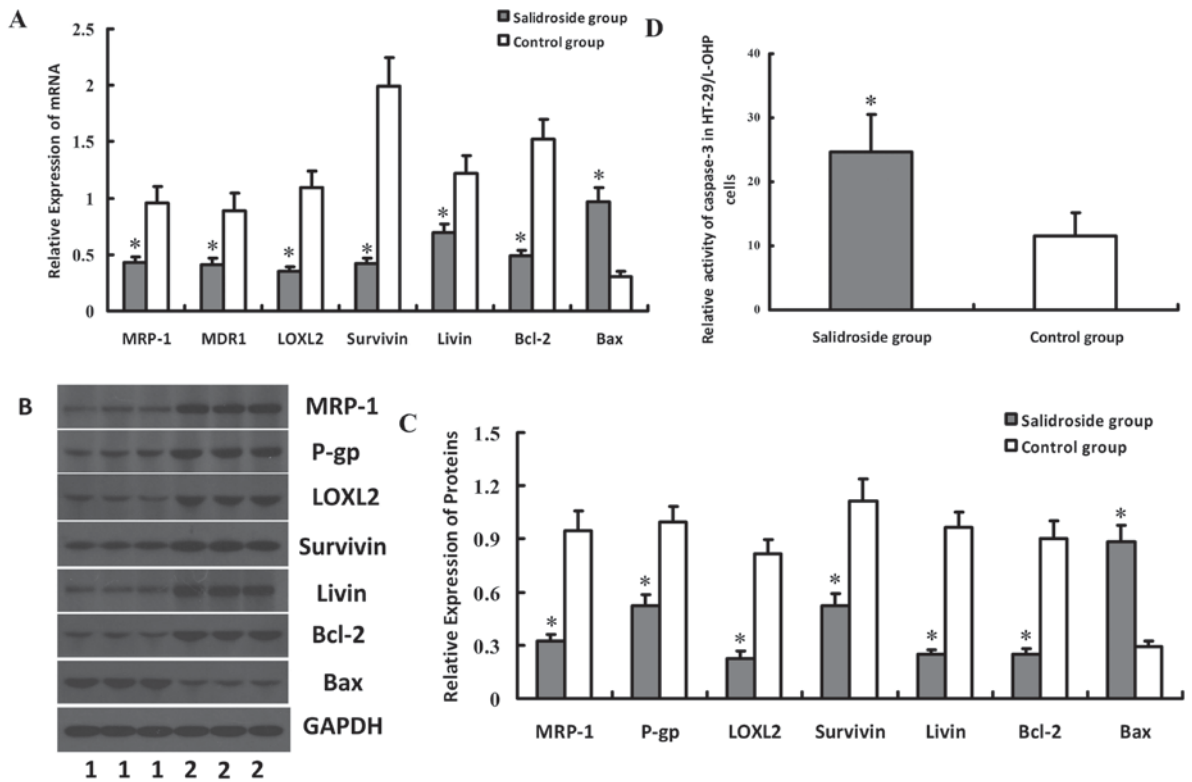 A
Salidroside group
Control group
Relative Expression of mRNA
2.5
2
1.5
1
0.5
0
* * * * * * *
MRP-1 MDR1 LOXL2 Survivin Livin Bcl-2 Bax
D
Relative activity of caspase-3 in HT-29/L-OHP
cells
40
30
20
10
0
*
Salidroside group Control group
B
MRP-1
P-gp
LOXL2
Survivin
Livin
Bcl-2
Bax
GAPDH
1 1 1 2 2 2
C
Salidroside group
Control group
Relative Expression of Proteins
1.5
1.2
0.9
0.6
0.3
0
* * * * * * *
MRP-1 P-gp LOXL2 Survivin Livin Bcl-2 Bax